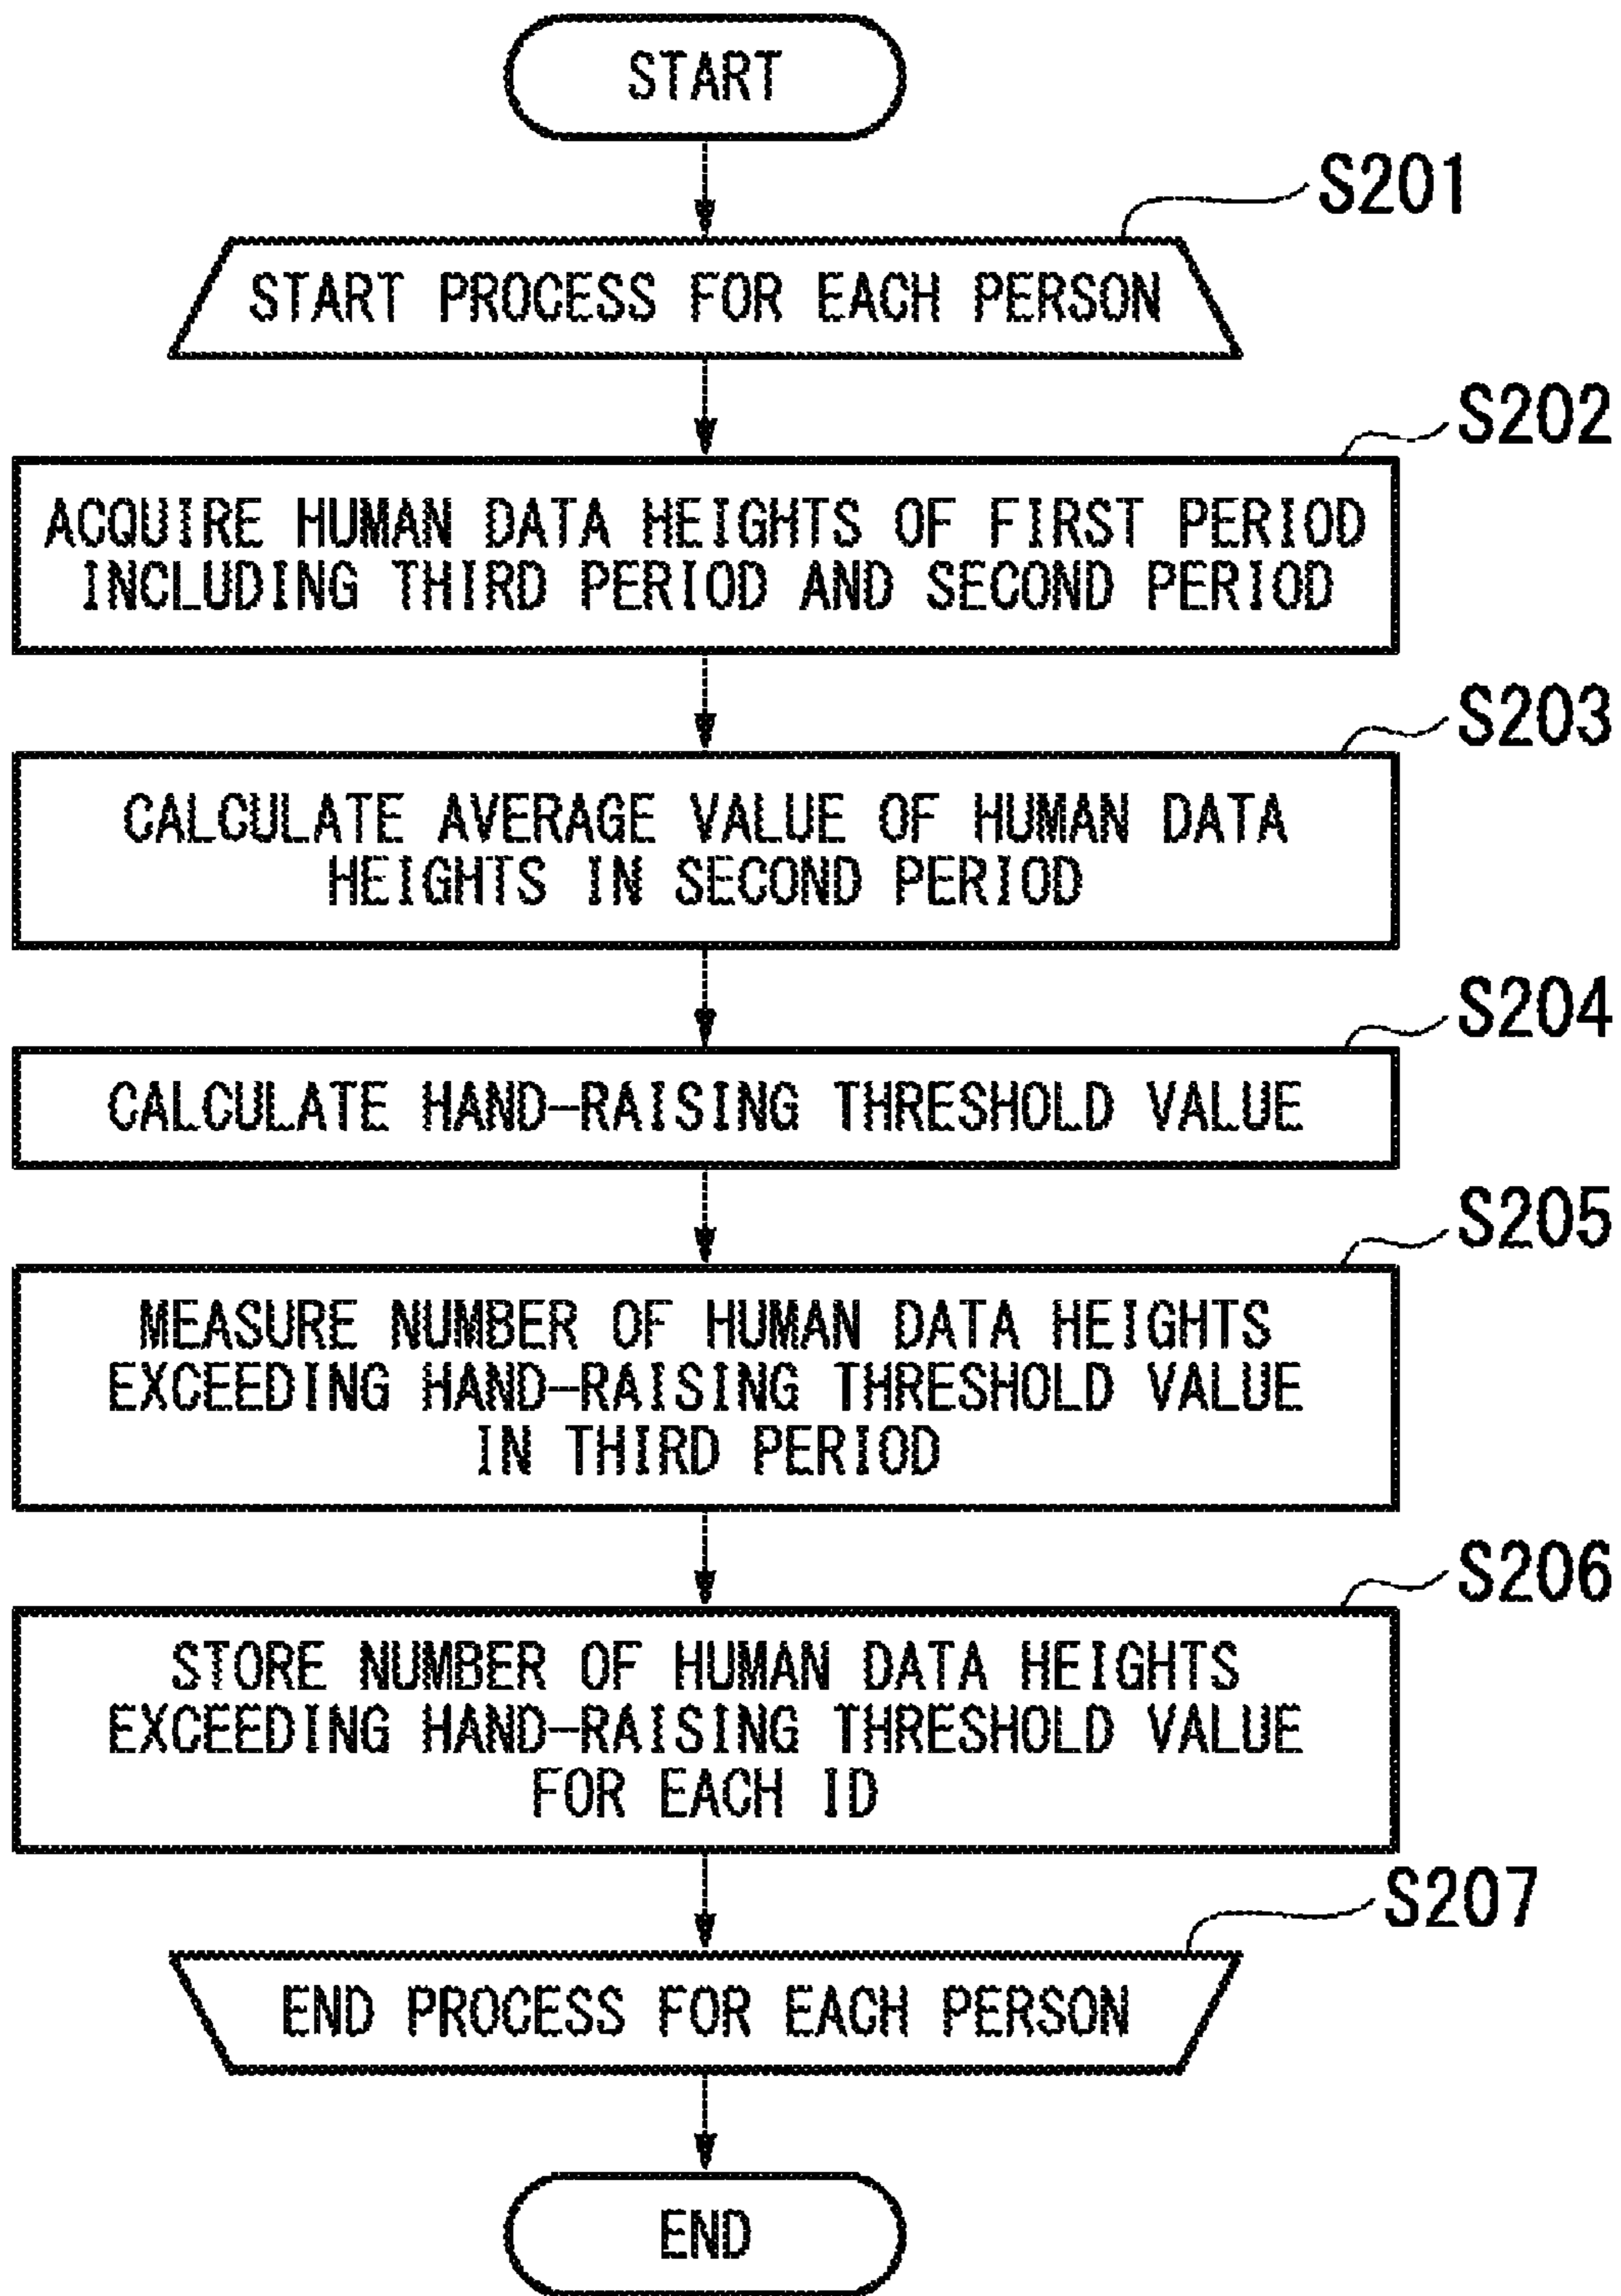 START
S201
START PROCESS FOR EACH PERSON
S202
ACQUIRE HUMAN DATA HEIGHTS OF FIRST PERIOD
INCLUDING THIRD PERIOD AND SECOND PERIOD
S203
CALCULATE AVERAGE VALUE OF HUMAN DATA
HEIGHTS IN SECOND PERIOD
S204
CALCULATE HAND-RAISING THRESHOLD VALUE
S205
MEASURE NUMBER OF HUMAN DATA HEIGHTS
EXCEEDING HAND-RAISING THRESHOLD VALUE
IN THIRD PERIOD
S206
STORE NUMBER OF HUMAN DATA HEIGHTS
EXCEEDING HAND-RAISING THRESHOLD VALUE
FOR EACH ID
S207
END PROCESS FOR EACH PERSON
END